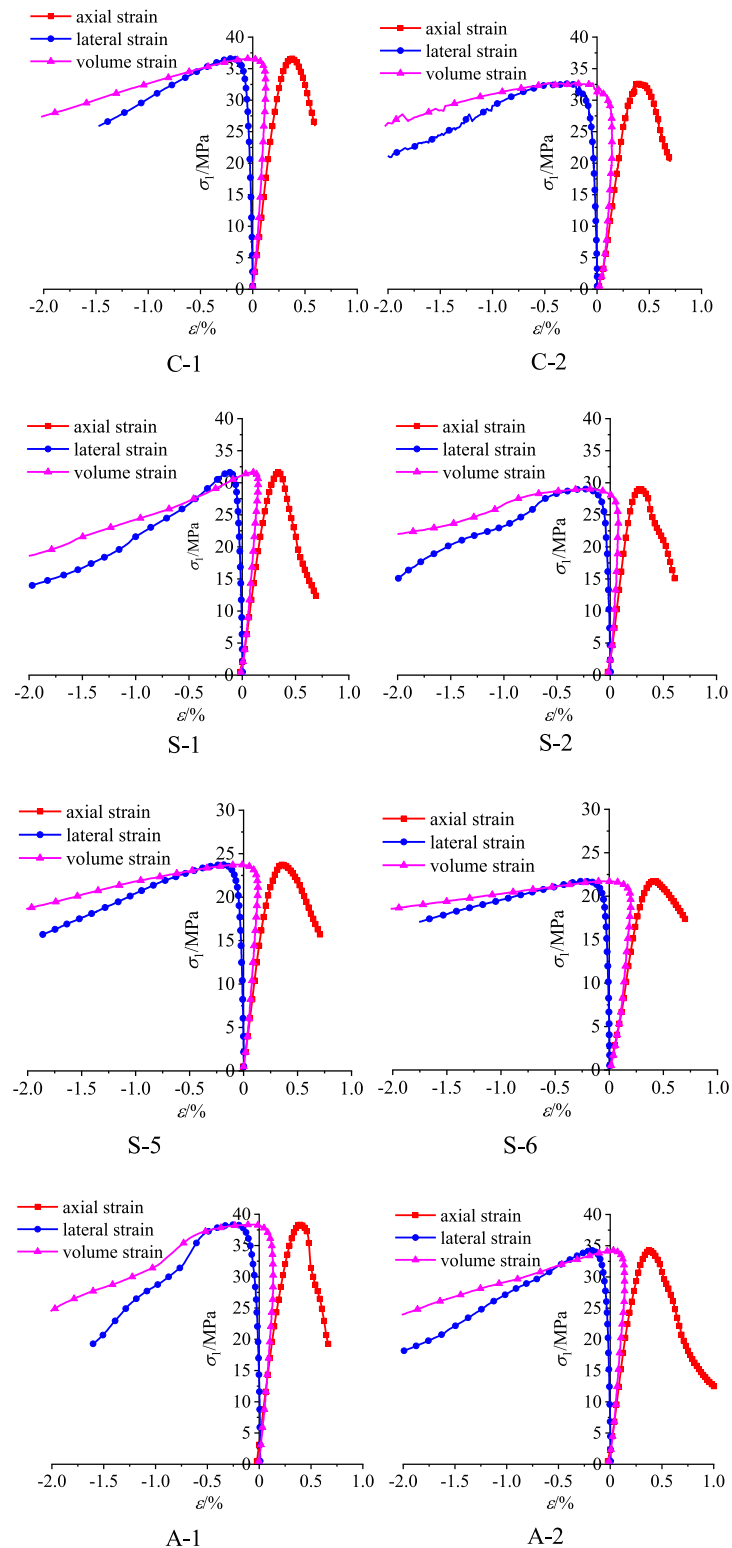 axial strain
lateral strain
volume strain
σ1/MPa
40
35
30
25
20
15
10
5
0
-2.0 -1.5 -1.0 -0.5 0 0.5 1.0
ε/%
C-1
axial strain
lateral strain
volume strain
σ1/MPa
40
35
30
25
20
15
10
5
0
-2.0 -1.5 -1.0 -0.5 0 0.5 1.0
ε/%
C-2
axial strain
lateral strain
volume strain
σ1/MPa
40
35
30
25
20
15
10
5
0
-2.0 -1.5 -1.0 -0.5 0 0.5 1.0
ε/%
S-1
axial strain
lateral strain
volume strain
σ1/MPa
40
35
30
25
20
15
10
5
0
-2.0 -1.5 -1.0 -0.5 0 0.5 1.0
ε/%
S-2
axial strain
lateral strain
volume strain
σ1/MPa
30
25
20
15
10
5
0
-2.0 -1.5 -1.0 -0.5 0 0.5 1.0
ε/%
S-5
axial strain
lateral strain
volume strain
σ1/MPa
30
25
20
15
10
5
0
-2.0 -1.5 -1.0 -0.5 0 0.5 1.0
ε/%
S-6
axial strain
lateral strain
volume strain
σ1/MPa
40
35
30
25
20
15
10
5
0
-2.0 -1.5 -1.0 -0.5 0 0.5 1.0
ε/%
A-1
axial strain
lateral strain
volume strain
σ1/MPa
40
35
30
25
20
15
10
5
0
-2.0 -1.5 -1.0 -0.5 0 0.5 1.0
ε/%
A-2